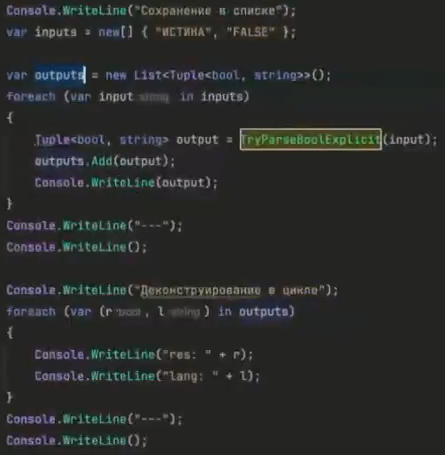 Console.WriteLine("Сохранение в списке");
var inputs = new[] { "ИСТИНА", "FALSE" };
var outputs = new List<Tuple<bool, string>>();
foreach (var input string in inputs)
{
Tuple<bool, string> output = TryParseBoolExplicit(input);
outputs.Add(output);
Console.WriteLine(output);
}
Console.WriteLine("---");
Console.WriteLine();
Console.WriteLine("Деконструирование в цикле");
foreach (var (r bool, l string) in outputs)
{
Console.WriteLine("res: " + r);
Console.WriteLine("lang: " + l);
}
Console.WriteLine("---");
Console.WriteLine();